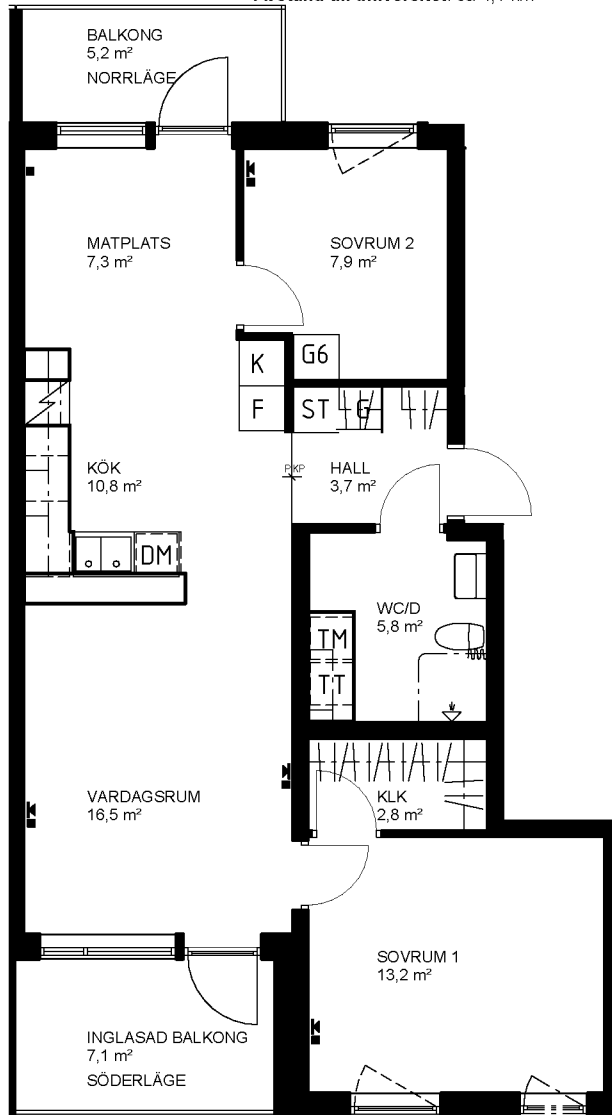 BALKONG
5,2 m²
NORRLÄGE
MATPLATS
7,3 m²
SOVRUM 2
7,9 m²
K
G6
F
ST
G
KÖK
10,8 m²
HALL
3,7 m²
DM
WC/D
5,8 m²
TM
TT
VARDAGSRUM
16,5 m²
KLK
2,8 m²
SOVRUM 1
13,2 m²
INGLASAD BALKONG
7,1 m²
SÖDERLÄGE